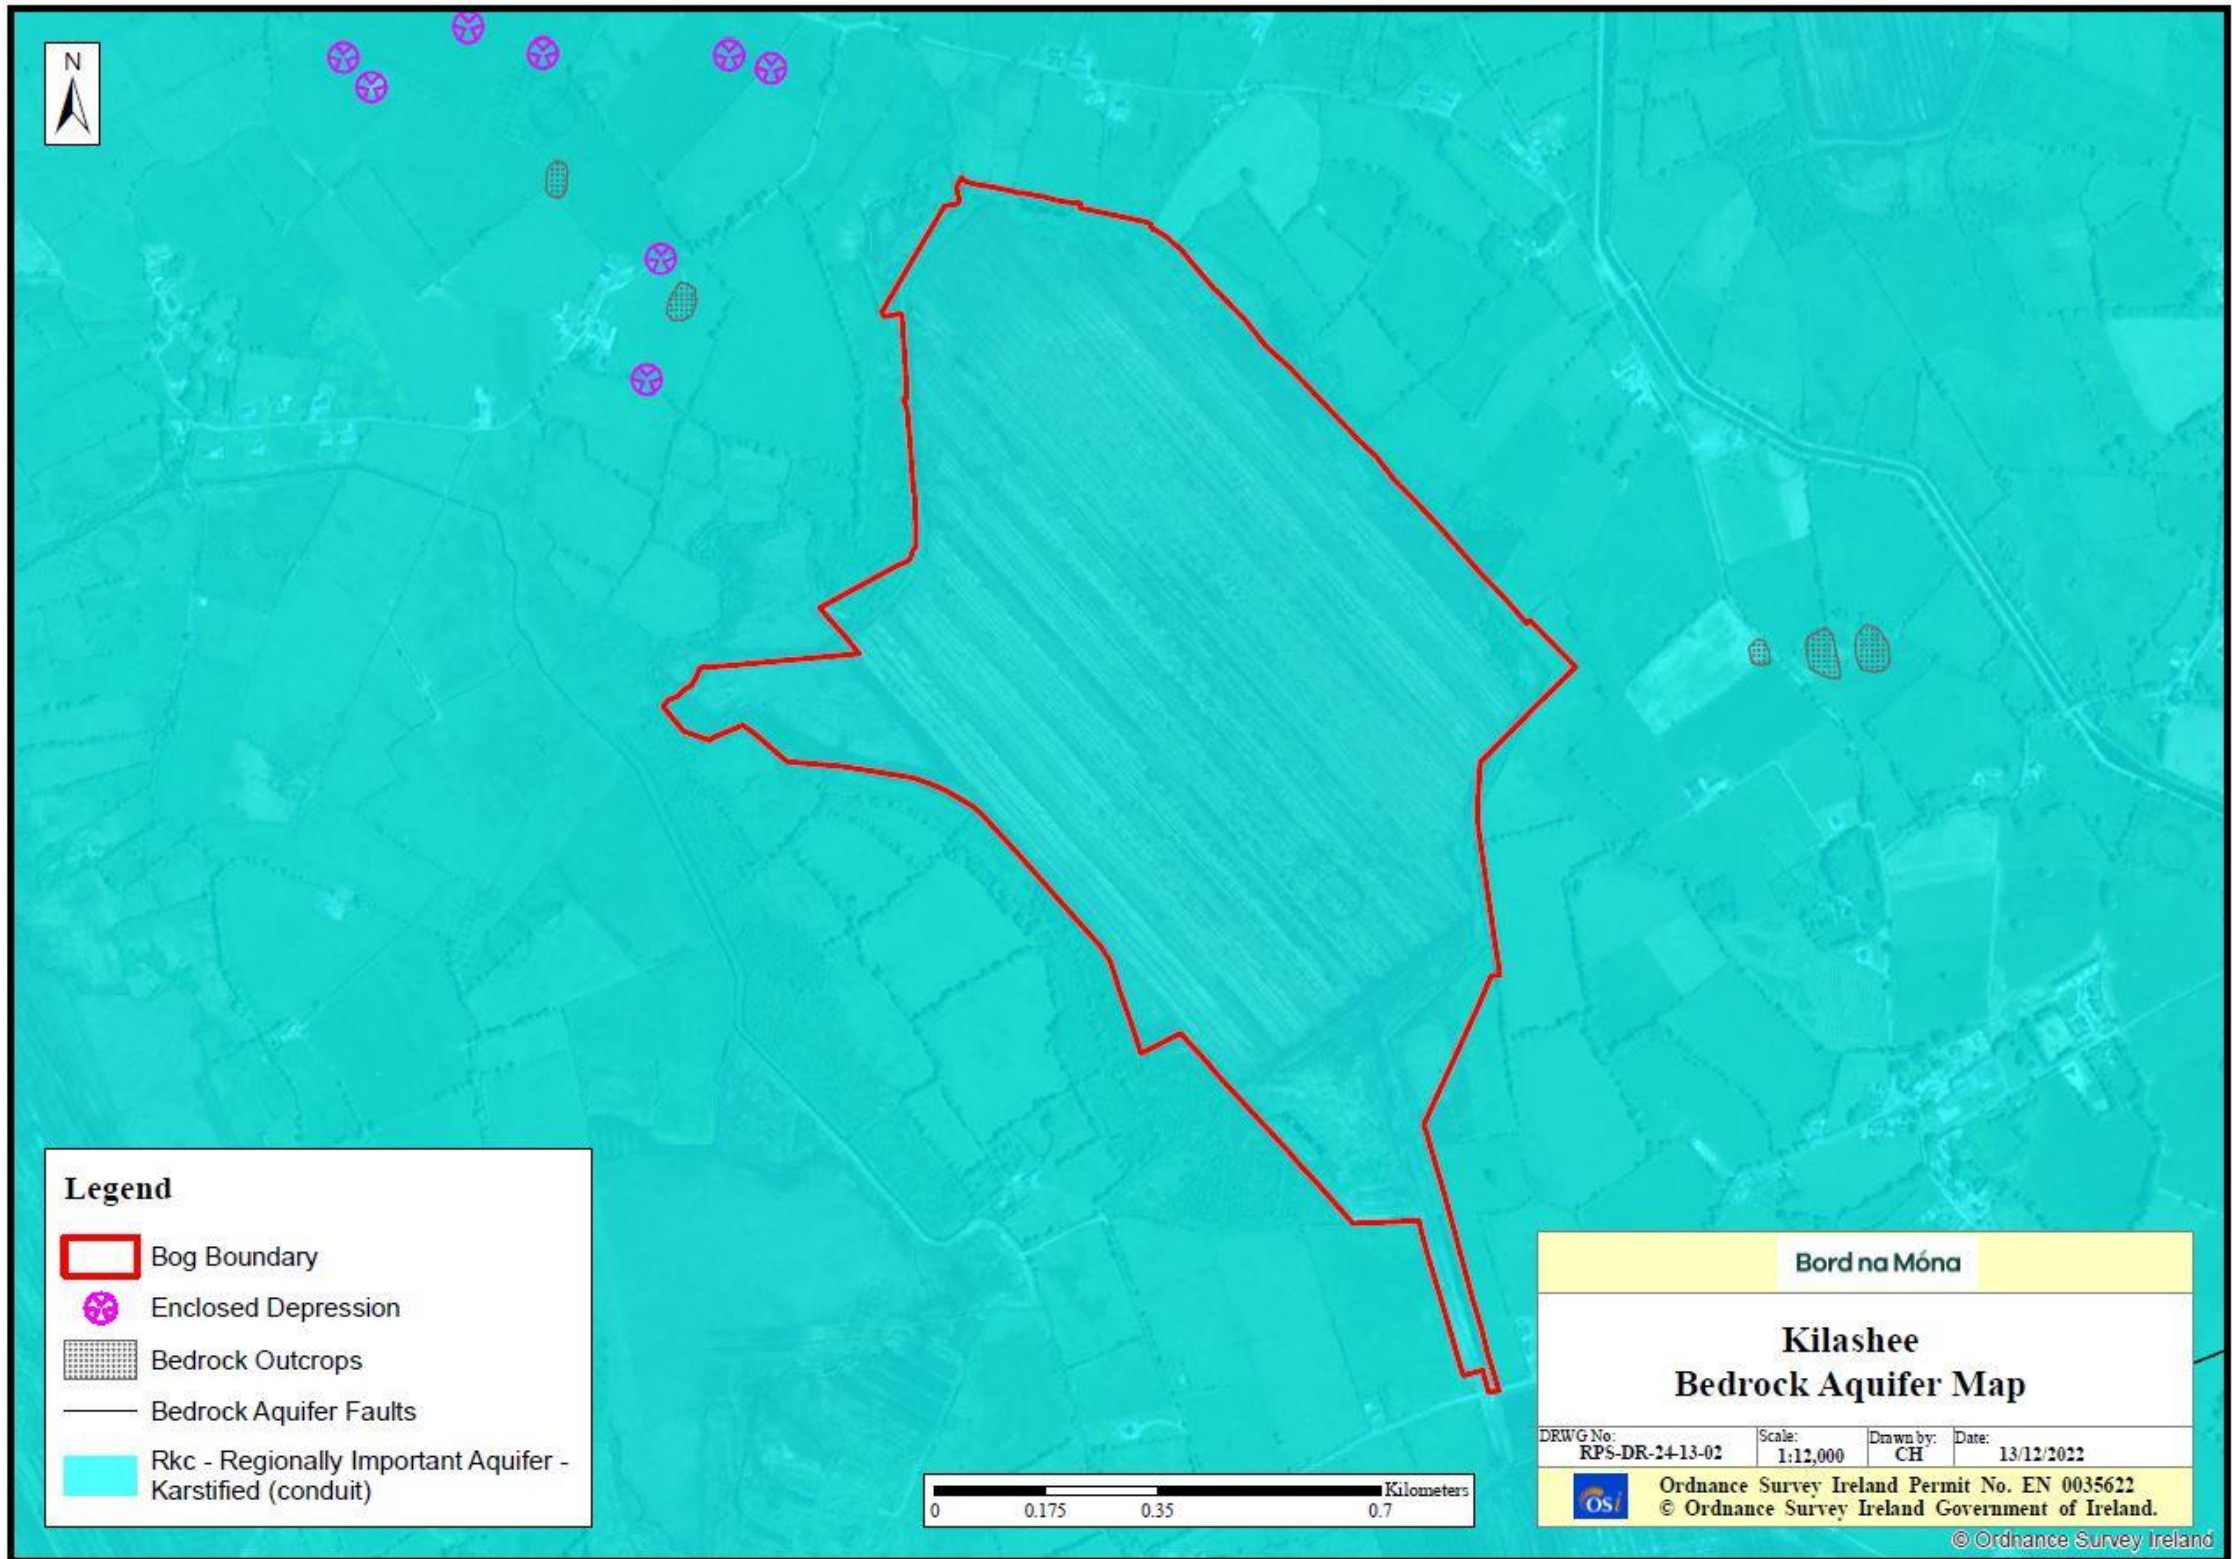 N
Legend
Bog Boundary
Enclosed Depression
Bedrock Outcrops
Bedrock Aquifer Faults
Rkc - Regionally Important Aquifer -
Karstified (conduit)
Kilometers
0 0.175 0.35 0.7
Bord na Móna
Kilashee
Bedrock Aquifer Map
DRWG No: Scale: Drawn by: Date:
RPS-DR-24-13-02 1:12,000 CH 13/12/2022
OSi
Ordnance Survey Ireland Permit No. EN 0035622
© Ordnance Survey Ireland Government of Ireland.
© Ordnance Survey Ireland